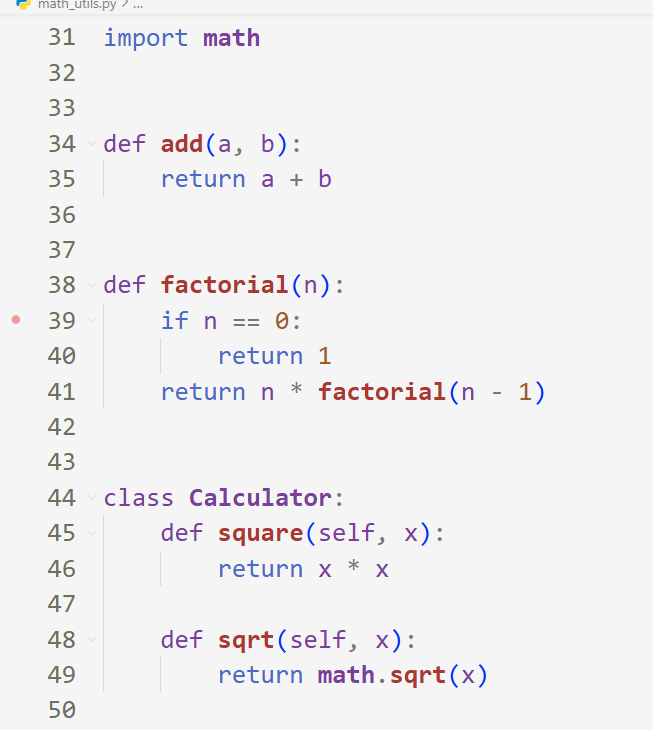 math_utils.py > ...
31 import math
32
33
34 def add(a, b):
35     return a + b
36
37
38 def factorial(n):
39     if n == 0:
40         return 1
41     return n * factorial(n - 1)
42
43
44 class Calculator:
45     def square(self, x):
46         return x * x
47
48     def sqrt(self, x):
49         return math.sqrt(x)
50